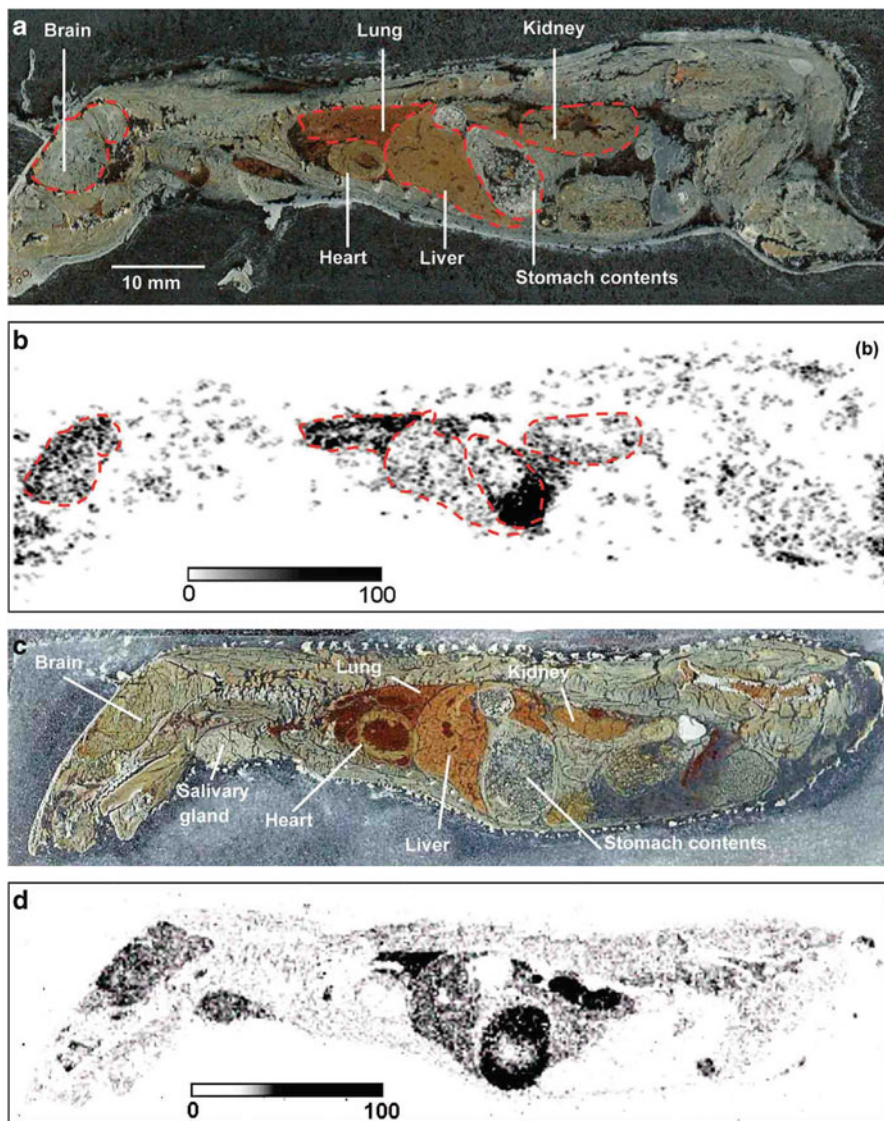 a
Brain
Lung
Kidney
Heart
Liver
Stomach contents
10 mm
b
(b)
0
100
c
Brain
Lung
Kidney
Salivary
gland
Heart
Liver
Stomach contents
d
0
100